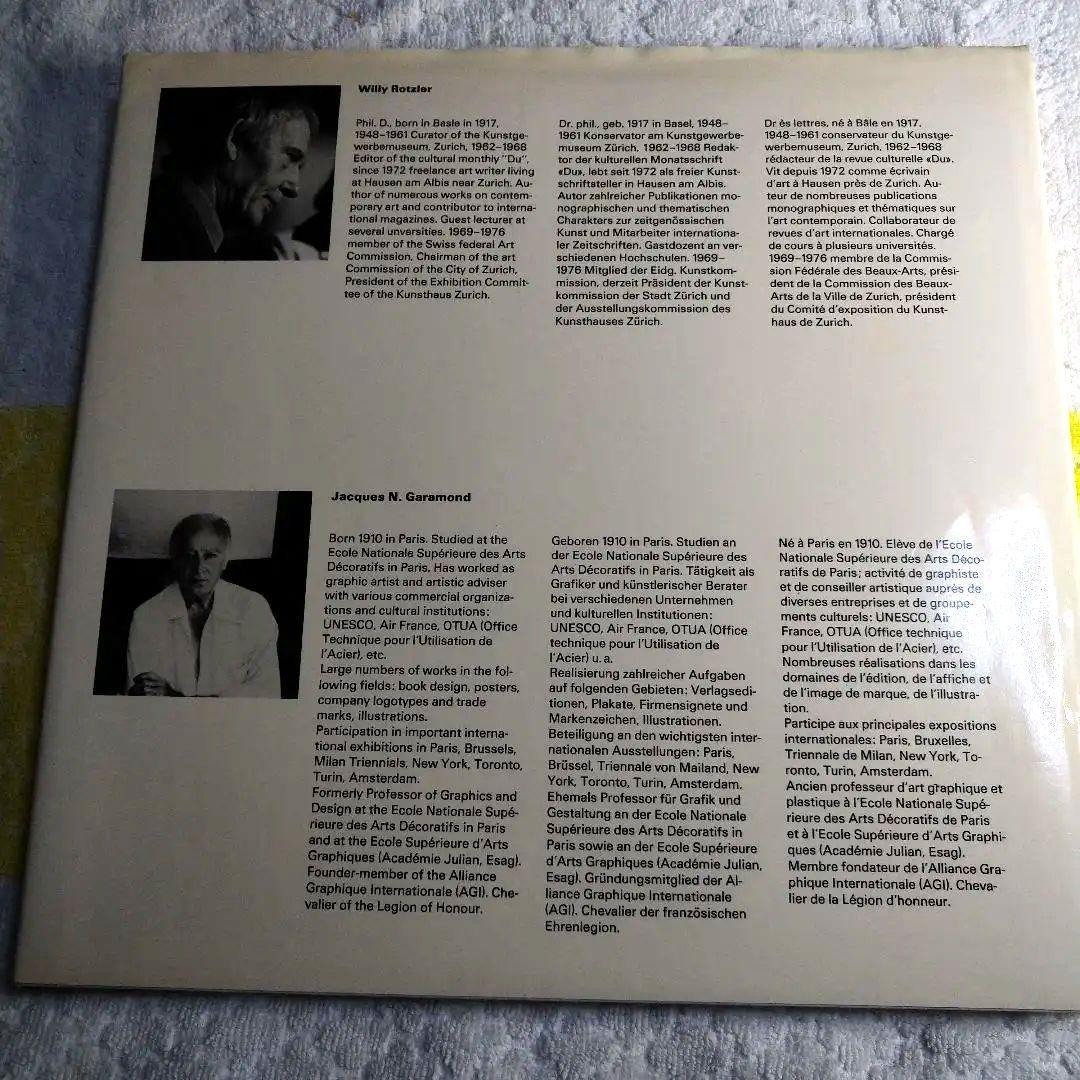 Willy Rotzler
Phil. D., born in Basle in 1917,
1948–1961 Curator of the Kunstge-
werbemuseum, Zurich, 1962–1968
Editor of the cultural monthly "Du",
since 1972 freelance art writer living
at Hausen am Albis near Zurich. Au-
thor of numerous works on contem-
porary art and contributor to interna-
tional magazines. Guest lecturer at
several unversities. 1969–1976
member of the Swiss federal Art
Commission, Chairman of the art
Commission of the City of Zurich,
President of the Exhibition Commit-
tee of the Kunsthaus Zurich.
Dr. phil., geb. 1917 in Basel, 1948–
1961 Konservator am Kunstgewerbe-
museum Zürich, 1962–1968 Redak-
tor der kulturellen Monatsschrift
«Du», lebt seit 1972 als freier Kunst-
schriftsteller in Hausen am Albis.
Autor zahlreicher Publikationen mo-
nographischen und thematischen
Charakters zur zeitgenössischen
Kunst und Mitarbeiter internationa-
ler Zeitschriften. Gastdozent an ver-
schiedenen Hochschulen. 1969–
1976 Mitglied der Eidg. Kunstkom-
mission, derzeit Präsident der Kunst-
kommission der Stadt Zürich und
der Ausstellungskommission des
Kunsthauses Zürich.
Dr ès lettres, né à Bâle en 1917.
1948–1961 conservateur du Kunstge-
werbemuseum, Zurich, 1962–1968
rédacteur de la revue culturelle «Du».
Vit depuis 1972 comme écrivain
d'art à Hausen près de Zurich. Au-
teur de nombreuses publications
monographiques et thématiques sur
l'art contemporain. Collaborateur de
revues d'art internationales. Chargé
de cours à plusieurs universités.
1969–1976 membre de la Commis-
sion Fédérale des Beaux-Arts, prési-
dent de la Commission des Beaux-
Arts de la Ville de Zurich, président
du Comité d'exposition du Kunst-
haus de Zurich.
Jacques N. Garamond
Born 1910 in Paris. Studied at the
Ecole Nationale Supérieure des Arts
Décoratifs in Paris. Has worked as
graphic artist and artistic adviser
with various commercial organiza-
tions and cultural institutions:
UNESCO, Air France, OTUA (Office
Technique pour l'Utilisation de
l'Acier), etc.
Large numbers of works in the fol-
lowing fields: book design, posters,
company logotypes and trade
marks, illustrations.
Participation in important interna-
tional exhibitions in Paris, Brussels,
Milan Triennials, New York, Toronto,
Turin, Amsterdam.
Formerly Professor of Graphics and
Design at the Ecole Nationale Supé-
rieure des Arts Décoratifs in Paris
and at the Ecole Supérieure d'Arts
Graphiques (Académie Julian, Esag).
Founder-member of the Alliance
Graphique Internationale (AGI). Che-
valier of the Legion of Honour.
Geboren 1910 in Paris. Studien an
der Ecole Nationale Supérieure des
Arts Décoratifs in Paris. Tätigkeit als
Grafiker und künstlerischer Berater
bei verschiedenen Unternehmen
und kulturellen Institutionen:
UNESCO, Air France, OTUA (Office
technique pour l'Utilisation de
l'Acier) u. a.
Realisierung zahlreicher Aufgaben
auf folgenden Gebieten: Verlagsedi-
tionen, Plakate, Firmensignete und
Markenzeichen, Illustrationen.
Beteiligung an den wichtigsten inter-
nationalen Ausstellungen: Paris,
Brüssel, Triennale von Mailand, New
York, Toronto, Turin, Amsterdam.
Ehemals Professor für Grafik und
Gestaltung an der Ecole Nationale
Supérieure des Arts Décoratifs in
Paris sowie an der Ecole Supérieure
d'Arts Graphiques (Académie Julian,
Esag). Gründungsmitglied der Al-
liance Graphique Internationale
(AGI). Chevalier der französischen
Ehrenlegion.
Né à Paris en 1910. Elève de l'Ecole
Nationale Supérieure des Arts Déco-
ratifs de Paris; activité de graphiste
et de conseiller artistique auprès de
diverses entreprises et de groupe-
ments culturels: UNESCO, Air
France, OTUA (Office technique
pour l'Utilisation de l'Acier), etc.
Nombreuses réalisations dans les
domaines de l'édition, de l'affiche et
de l'image de marque, de l'illustra-
tion.
Participe aux principales expositions
internationales: Paris, Bruxelles,
Triennale de Milan, New York, To-
ronto, Turin, Amsterdam.
Ancien professeur d'art graphique et
plastique à l'Ecole Nationale Supé-
rieure des Arts Décoratifs de Paris
et à l'Ecole Supérieure d'Arts Graphi-
ques (Académie Julian, Esag).
Membre fondateur de l'Alliance Gra-
phique Internationale (AGI). Cheva-
lier de la Légion d'honneur.